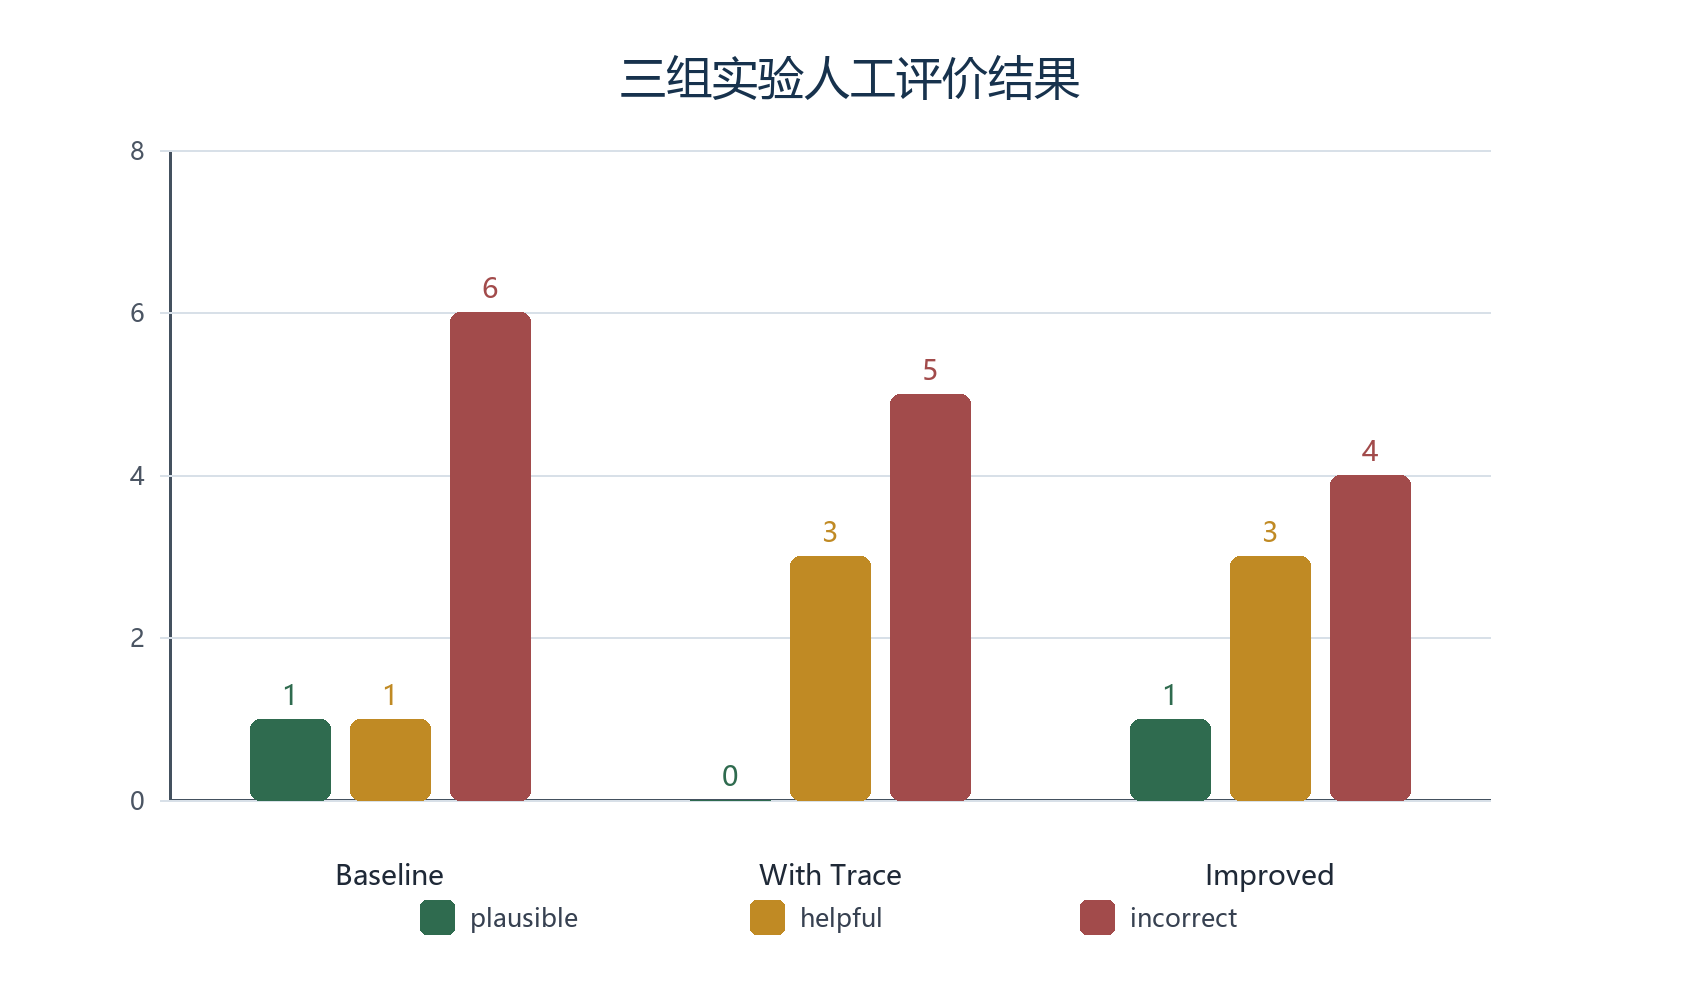 三组实验人工评价结果
8
6
4
2
0
1
1
6
0
3
5
1
3
4
Baseline
With Trace
Improved
plausible
helpful
incorrect